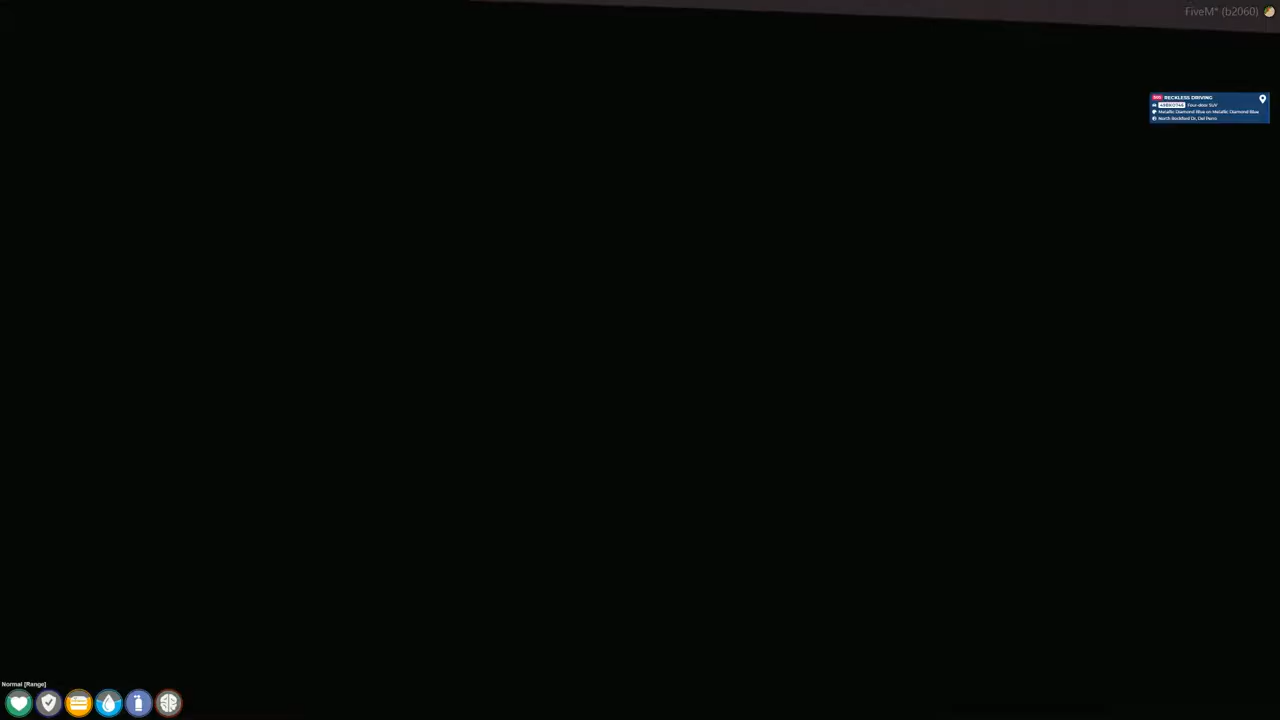 FiveM* (b2060)
RECKLESS DRIVING
Four-door SUV
Metallic Diamond Blue on Metallic Diamond Blue
North Rockford Dr, Del Perro
Normal [Range]